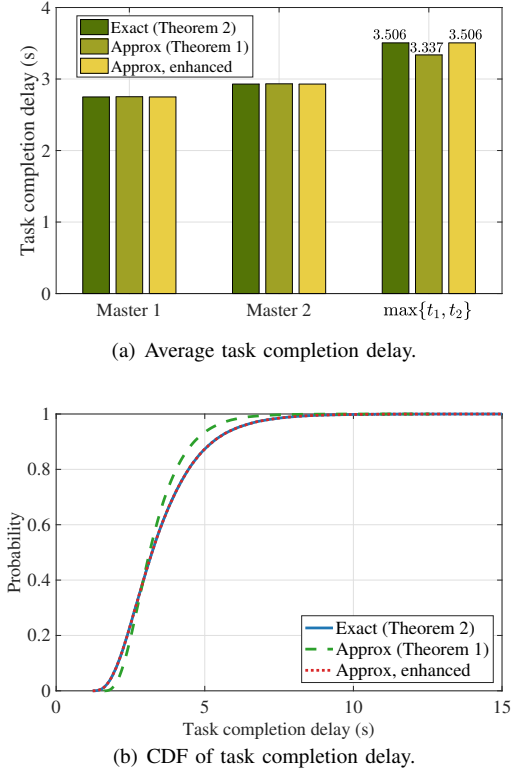 4
3
2
1
0
Task completion delay (s)
Exact (Theorem 2)
Approx (Theorem 1)
Approx, enhanced
3.506
3.337
3.506
Master 1
Master 2
max{t₁, t₂}
(a) Average task completion delay.
1
0.8
0.6
0.4
0.2
0
Probability
Exact (Theorem 2)
Approx (Theorem 1)
Approx, enhanced
0
5
10
15
Task completion delay (s)
(b) CDF of task completion delay.